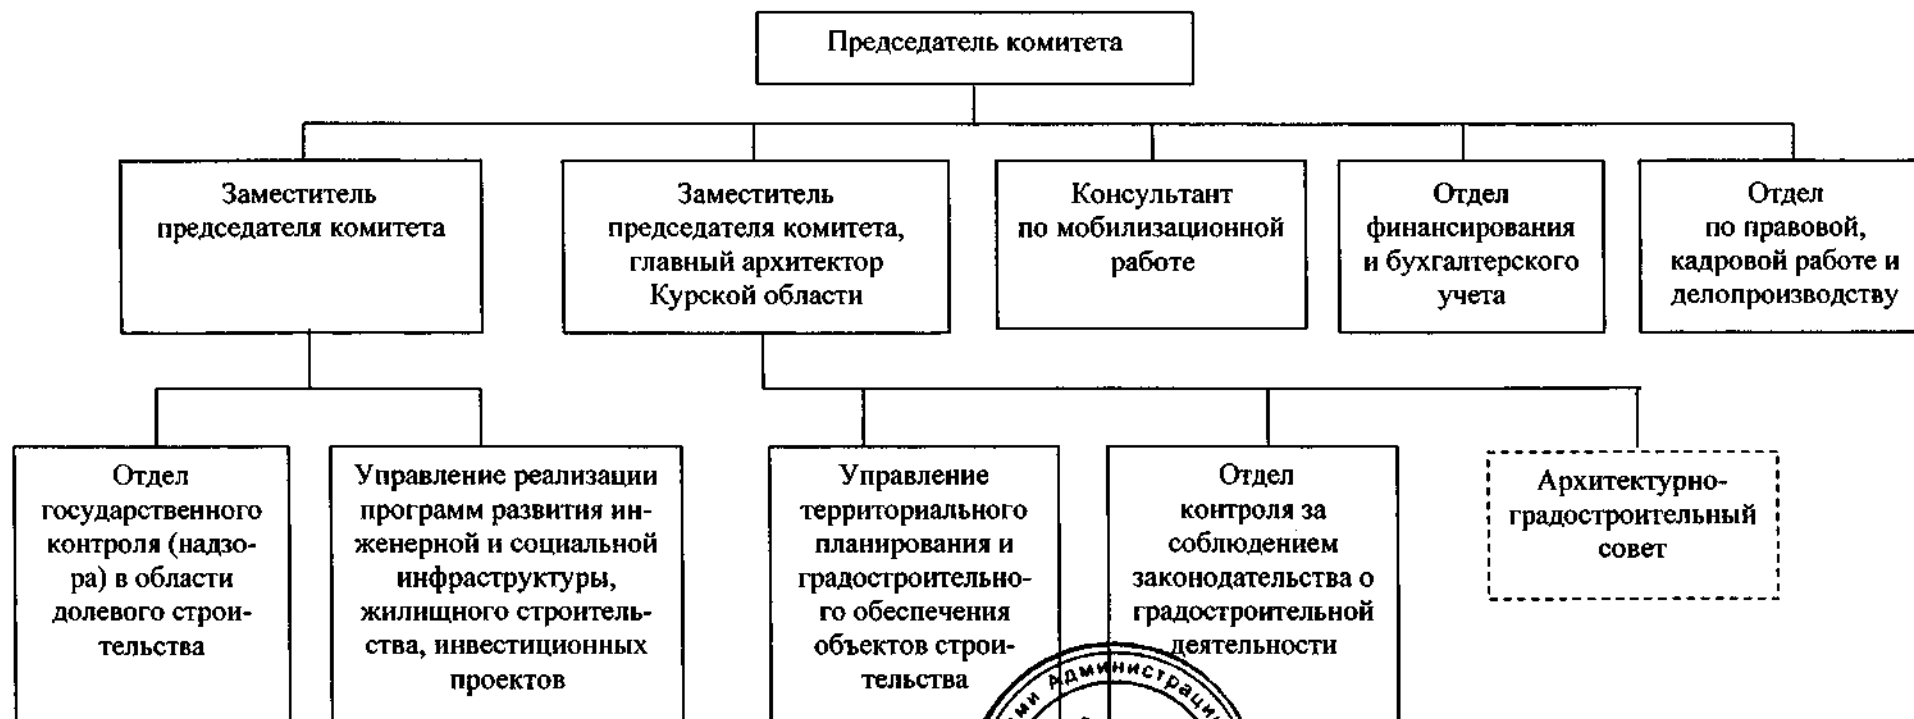 Председатель комитета
Заместитель
председателя комитета
Заместитель
председателя комитета,
главный архитектор
Курской области
Консультант
по мобилизационной
работе
Отдел
финансирования
и бухгалтерского
учета
Отдел
по правовой,
кадровой работе и
делопроизводству
Отдел
государственного
контроля (надзо-
ра) в области
долевого строи-
тельства
Управление реализации
программ развития ин-
женерной и социальной
инфраструктуры,
жилищного строитель-
ства, инвестиционных
проектов
Управление
территориального
планирования и
градостроительно-
го обеспечения
объектов строи-
тельства
Отдел
контроля за
соблюдением
законодательства о
градостроительной
деятельности
Архитектурно-
градостроительный
совет